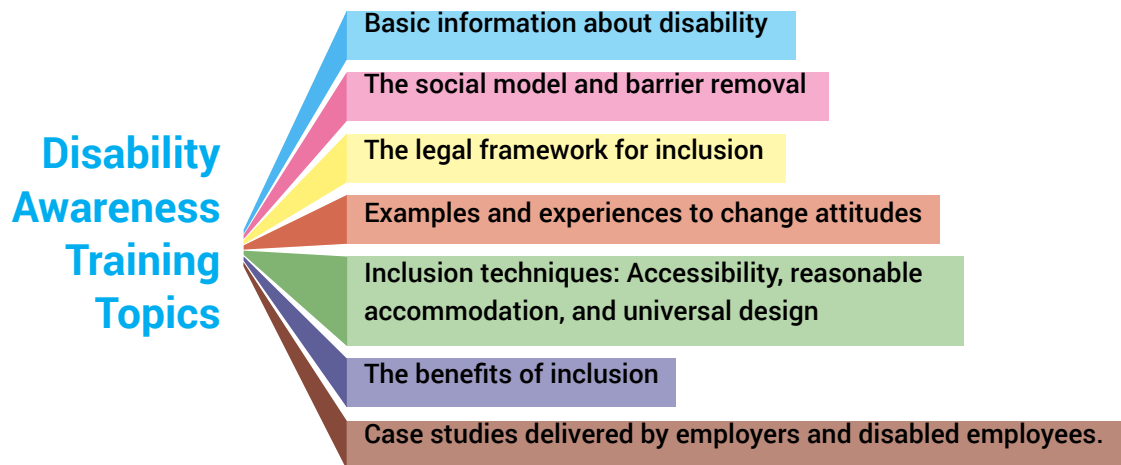 Disability
Awareness
Training
Topics
Basic information about disability
The social model and barrier removal
The legal framework for inclusion
Examples and experiences to change attitudes
Inclusion techniques: Accessibility, reasonable
accommodation, and universal design
The benefits of inclusion
Case studies delivered by employers and disabled employees.